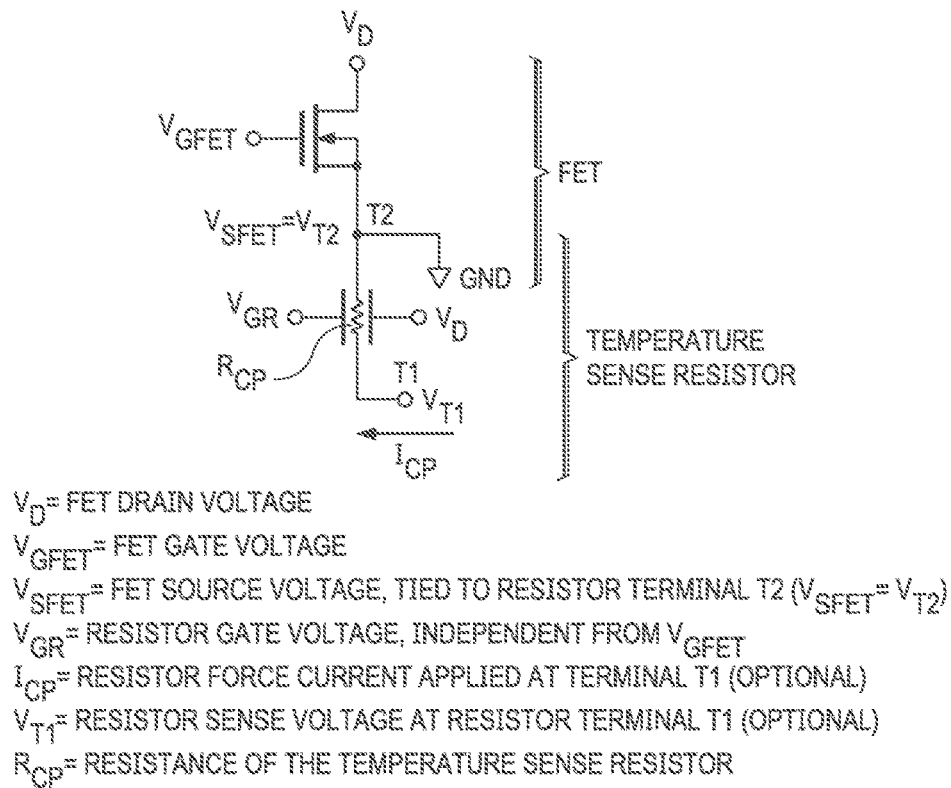 V_D
V_GFET
FET
T2
V_SFET=V_T2
GND
V_GR
V_D
TEMPERATURE
SENSE RESISTOR
R_CP
T1
V_T1
I_CP
V_D= FET DRAIN VOLTAGE
V_GFET= FET GATE VOLTAGE
V_SFET= FET SOURCE VOLTAGE, TIED TO RESISTOR TERMINAL T2 (V_SFET= V_T2)
V_GR= RESISTOR GATE VOLTAGE, INDEPENDENT FROM V_GFET
I_CP= RESISTOR FORCE CURRENT APPLIED AT TERMINAL T1 (OPTIONAL)
V_T1= RESISTOR SENSE VOLTAGE AT RESISTOR TERMINAL T1 (OPTIONAL)
R_CP= RESISTANCE OF THE TEMPERATURE SENSE RESISTOR